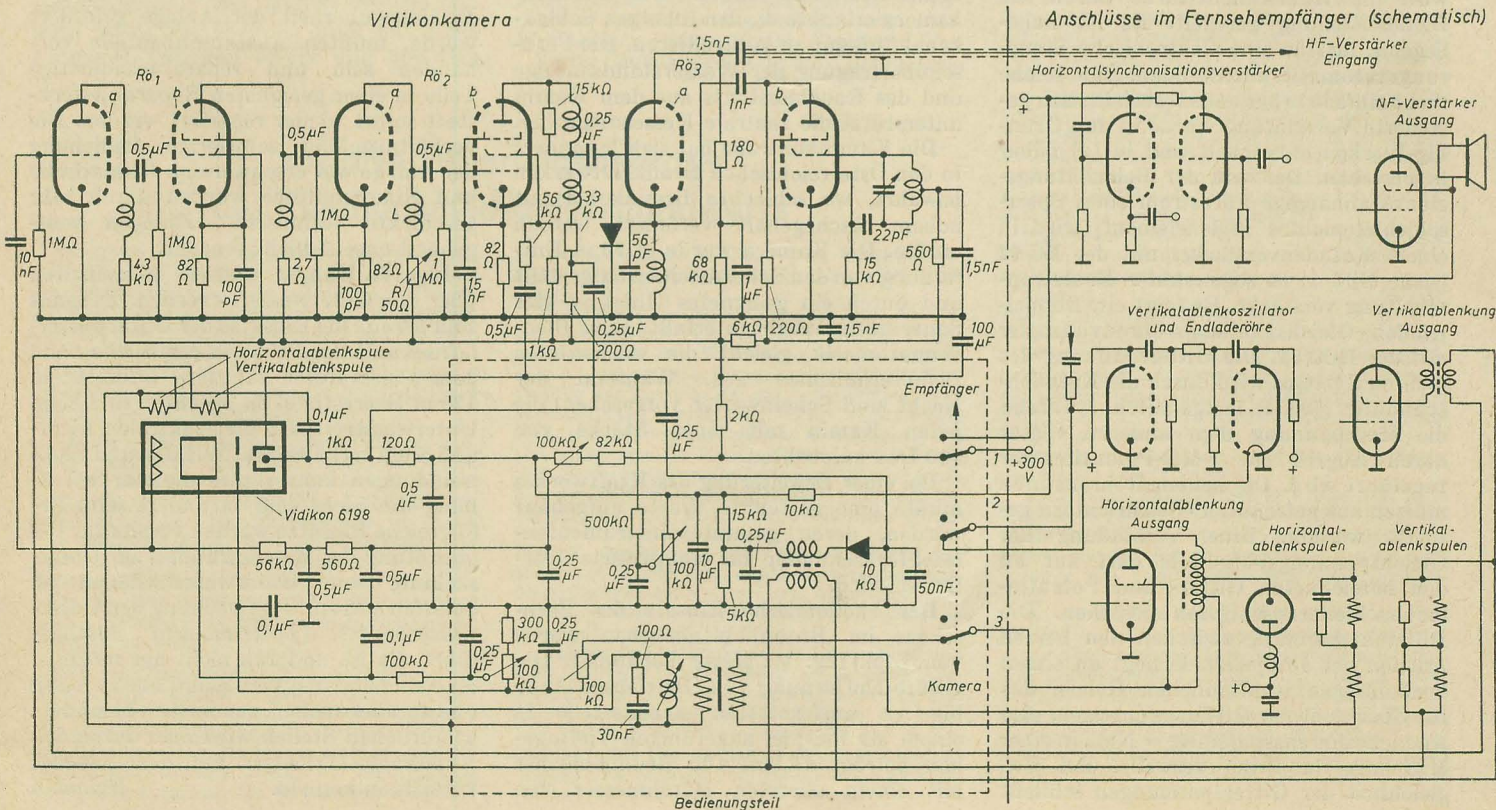 Vidikonkamera
Anschlüsse im Fernsehempfänger (schematisch)
1,5nF
HF-Verstärker
Eingang
Rö1
Rö2
Rö3
Horizontalsynchronisationsverstärker
NF-Verstärker
Ausgang
a
b
a
b
a
b
15kΩ
0,25
µF
1nF
0,5µF
0,5µF
0,5µF
180
Ω
10
nF
1MΩ
4,3
kΩ
1MΩ
82
Ω
100
pF
2,7
kΩ
1MΩ
100
pF
82Ω
L
R
50Ω
1
MΩ
1,5
nF
82
Ω
56
kΩ
3,3
kΩ
56
pF
68
kΩ
1
µF
22pF
15
kΩ
560
Ω
1,5nF
0,5µF
1kΩ
0,25µF
200Ω
6kΩ
220Ω
1,5nF
100
µF
Vertikalablenkoszillator
und Endladeröhre
Vertikalablenkung
Ausgang
Horizontalablenkspule
Vertikalablenkspule
0,1µF
1kΩ
120Ω
0,5
µF
Vidikon 6198
100kΩ
82kΩ
0,25
µF
2kΩ
Empfänger
1
+300
V
2
10kΩ
500kΩ
15kΩ
0,25µF
100
kΩ
10
µF
5kΩ
10
kΩ
50nF
0,25
µF
0,25
µF
56kΩ
560Ω
0,5µF
0,5µF
0,1µF
0,1µF
100kΩ
0,25
µF
300
kΩ
100
kΩ
0,25
µF
100
kΩ
100Ω
30nF
3
Kamera
Horizontalablenkung
Ausgang
Horizontal-
ablenkspulen
Vertikal-
ablenkspulen
Bedienungsteil